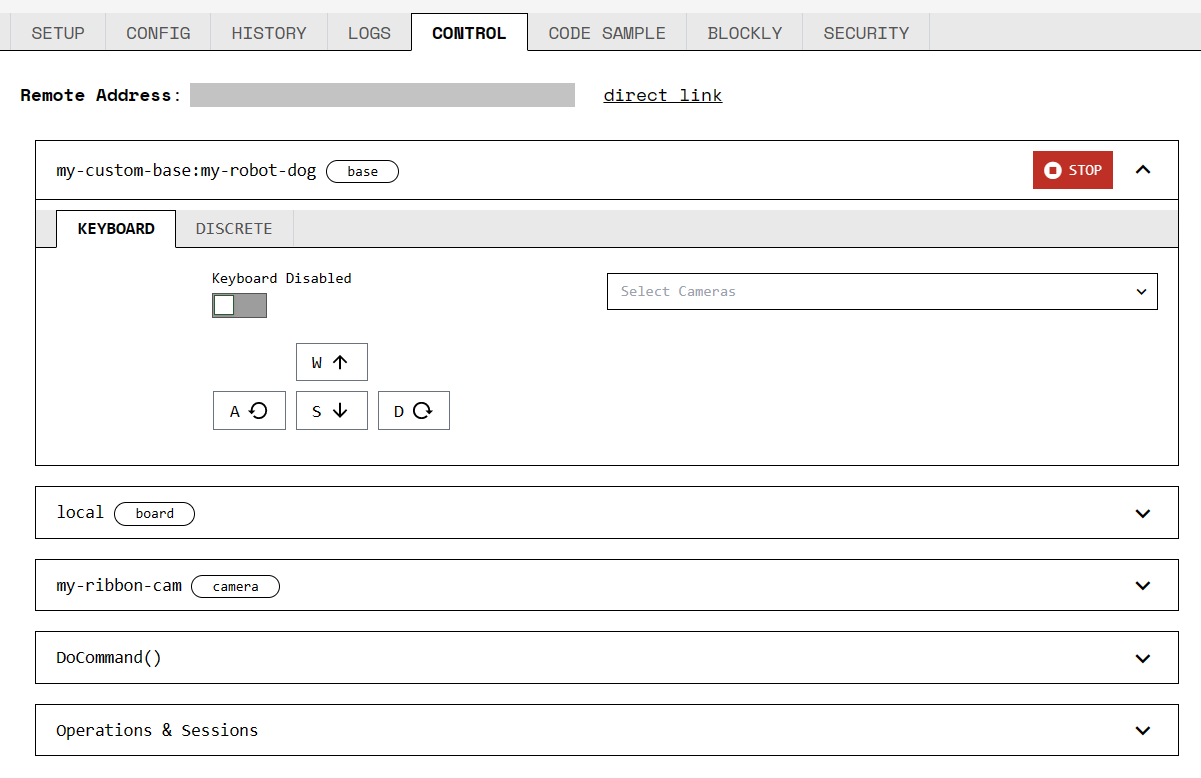 SETUP CONFIG HISTORY LOGS CONTROL CODE SAMPLE BLOCKLY SECURITY
Remote Address: direct link
my-custom-base:my-robot-dog base STOP
KEYBOARD DISCRETE
Keyboard Disabled
Select Cameras
W
A S D
local board
my-ribbon-cam camera
DoCommand()
Operations & Sessions